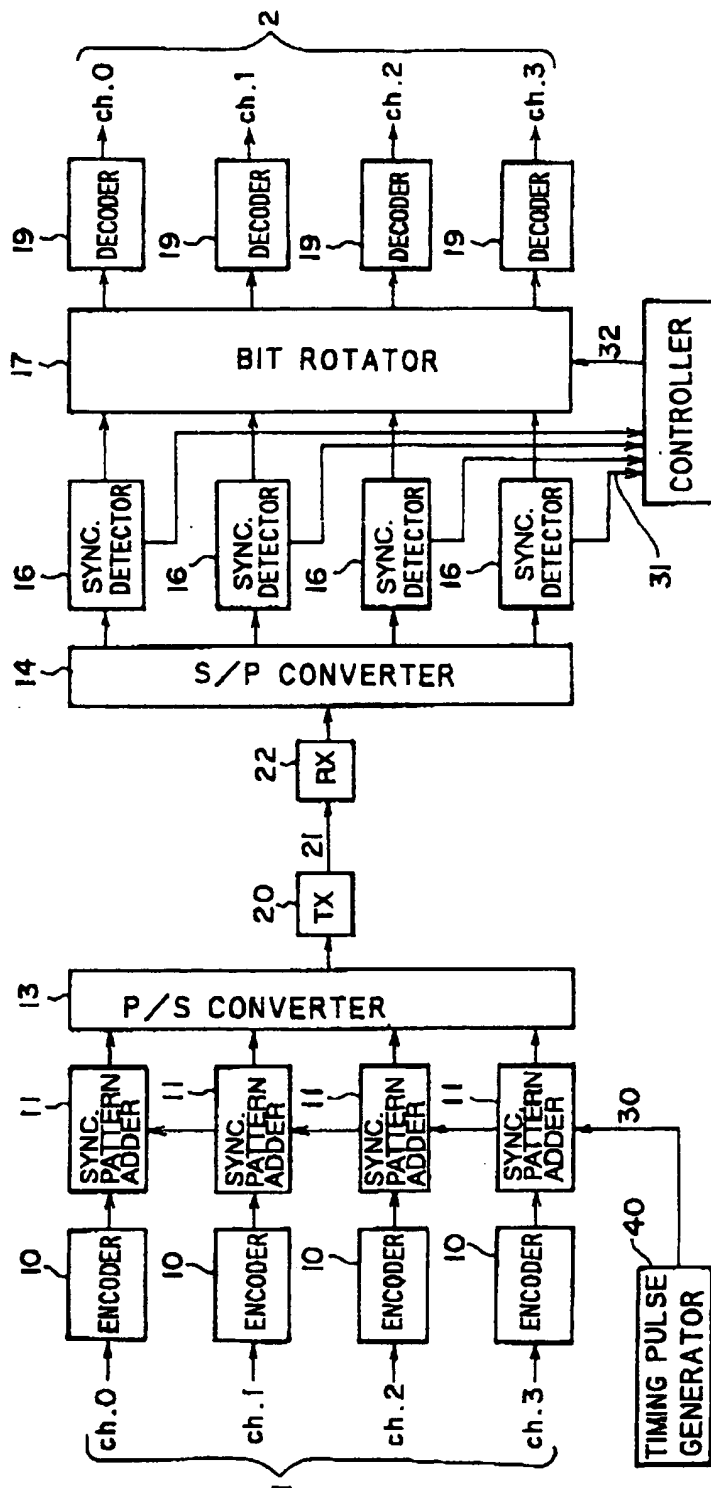 1
ch.0
10
ENCODER
11
SYNC.
PATTERN
ADDER
13
P/S CONVERTER
20
TX
21
22
RX
14
S/P CONVERTER
16
SYNC.
DETECTOR
17
BIT ROTATOR
19
DECODER
ch.0
2
ch.1
10
ENCODER
11
SYNC.
PATTERN
ADDER
16
SYNC.
DETECTOR
19
DECODER
ch.1
ch.2
10
ENCODER
11
SYNC.
PATTERN
ADDER
16
SYNC.
DETECTOR
19
DECODER
ch.2
ch.3
10
ENCODER
11
SYNC.
PATTERN
ADDER
16
SYNC.
DETECTOR
19
DECODER
ch.3
40
TIMING PULSE
GENERATOR
30
31
32
CONTROLLER